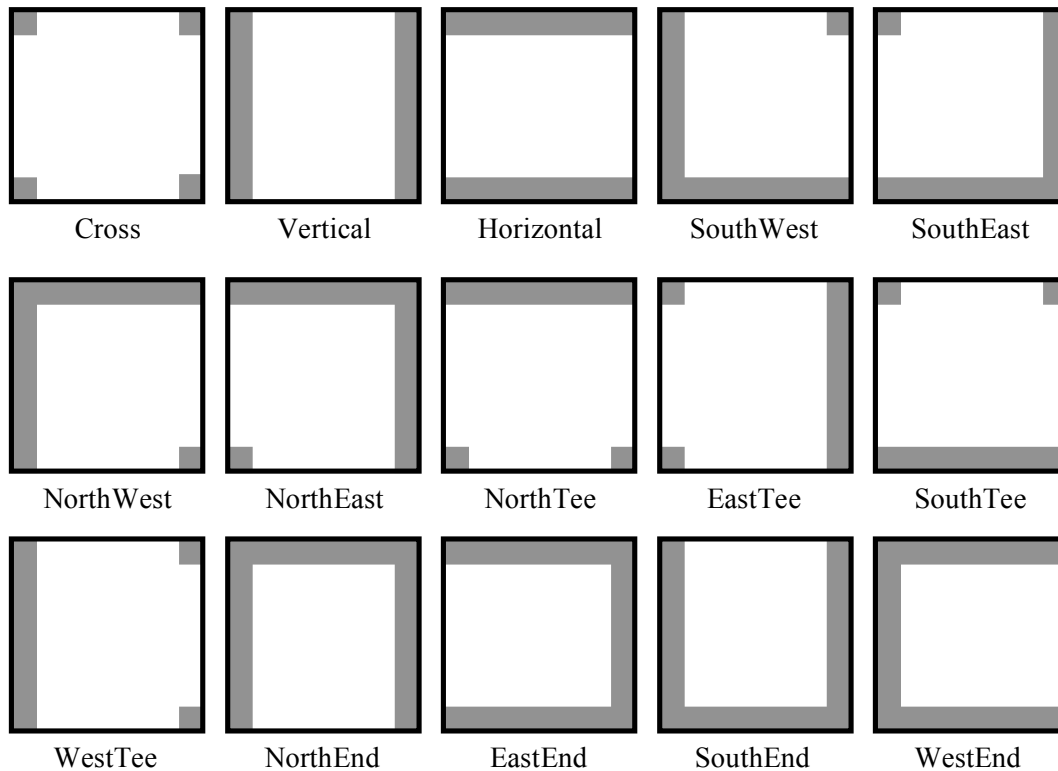 Cross Vertical Horizontal SouthWest SouthEast
NorthWest NorthEast NorthTee EastTee SouthTee
WestTee NorthEnd EastEnd SouthEnd WestEnd